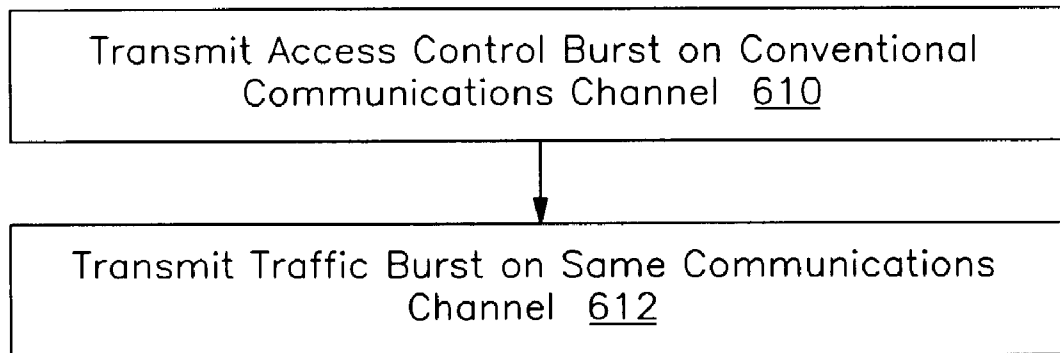 Transmit Access Control Burst on Conventional
Communications Channel 610
Transmit Traffic Burst on Same Communications
Channel 612